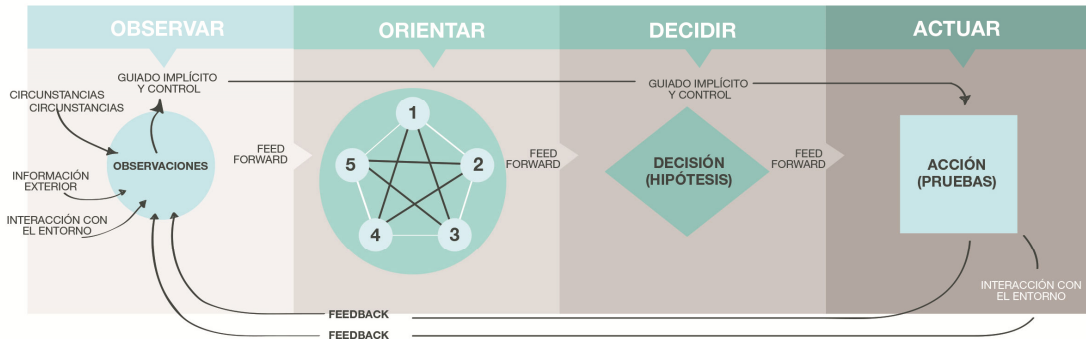 OBSERVAR
ORIENTAR
DECIDIR
ACTUAR
GUIADO IMPLÍCITO
Y CONTROL
CIRCUNSTANCIAS
CIRCUNSTANCIAS
OBSERVACIONES
INFORMACIÓN
EXTERIOR
INTERACCIÓN CON
EL ENTORNO
FEED
FORWARD
1
2
3
4
5
FEED
FORWARD
GUIADO IMPLÍCITO
Y CONTROL
DECISIÓN
(HIPÓTESIS)
FEED
FORWARD
ACCIÓN
(PRUEBAS)
INTERACCIÓN CON
EL ENTORNO
FEEDBACK
FEEDBACK